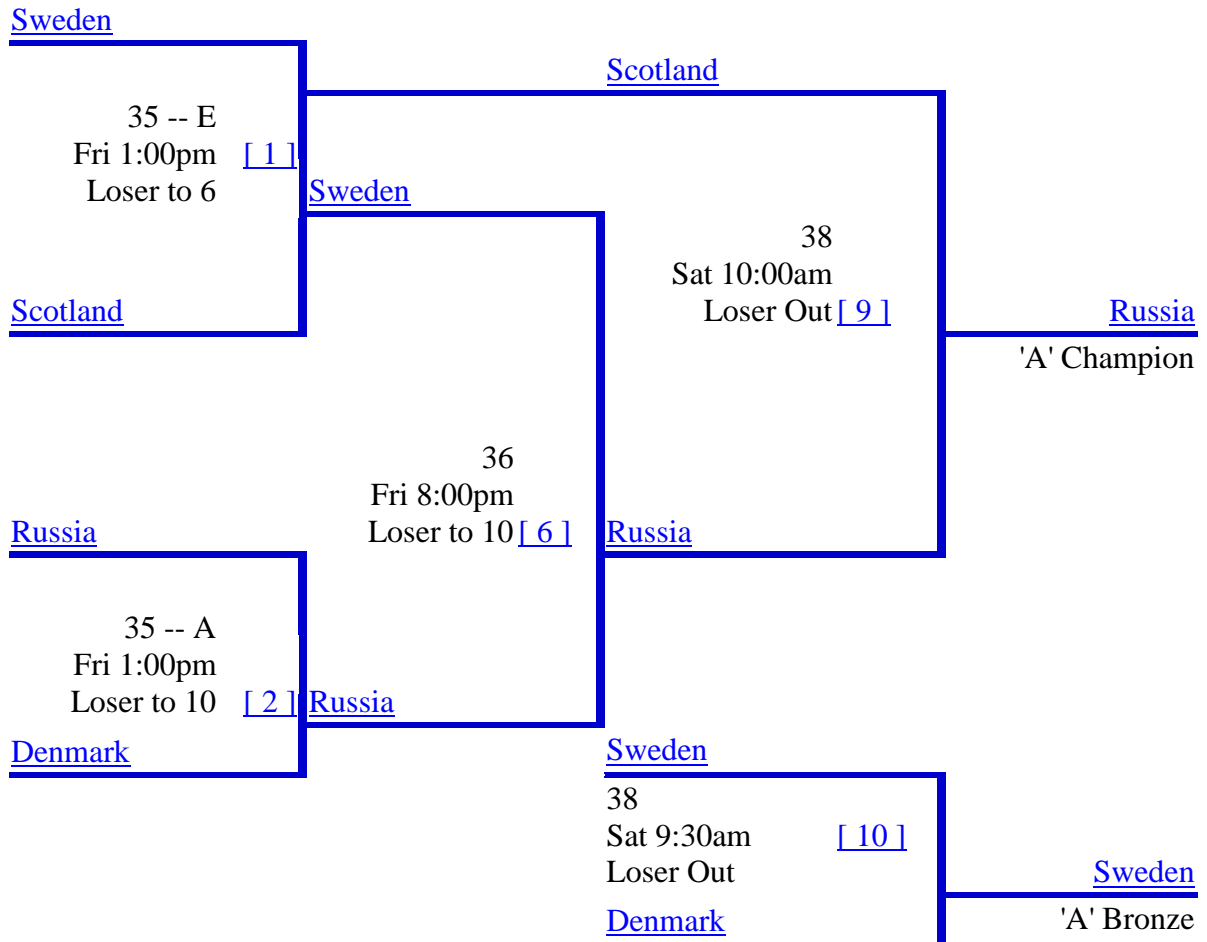 Sweden
Scotland
35 -- E
Fri 1:00pm [ 1 ]
Loser to 6
Sweden
38
Sat 10:00am
Scotland
Loser Out [ 9 ]
Russia
'A' Champion
36
Fri 8:00pm
Russia
Loser to 10 [ 6 ]
Russia
35 -- A
Fri 1:00pm
Loser to 10 [ 2 ] Russia
Denmark
Sweden
38
Sat 9:30am [ 10 ]
Loser Out
Sweden
Denmark
'A' Bronze